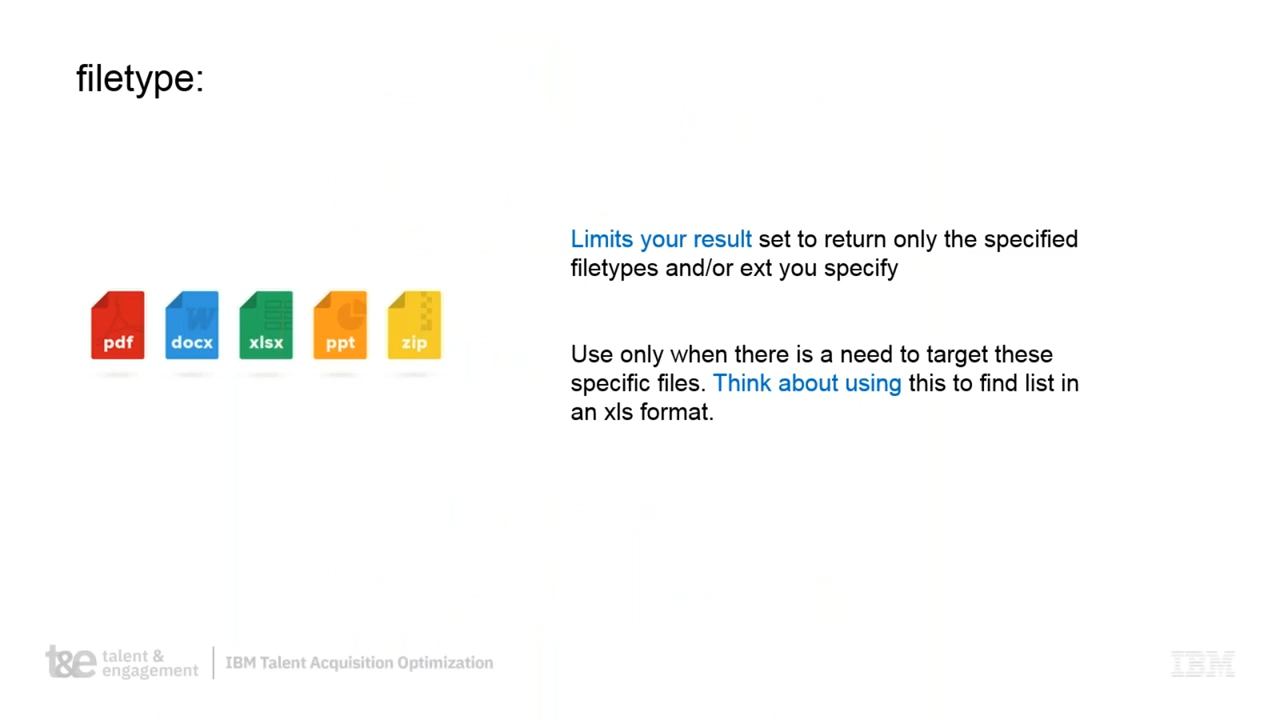 filetype:
Limits your result set to return only the specified
filetypes and/or ext you specify
pdf docx xlsx ppt zip
Use only when there is a need to target these
specific files. Think about using this to find list in
an xls format.
t&e talent &
engagement
IBM Talent Acquisition Optimization
IBM